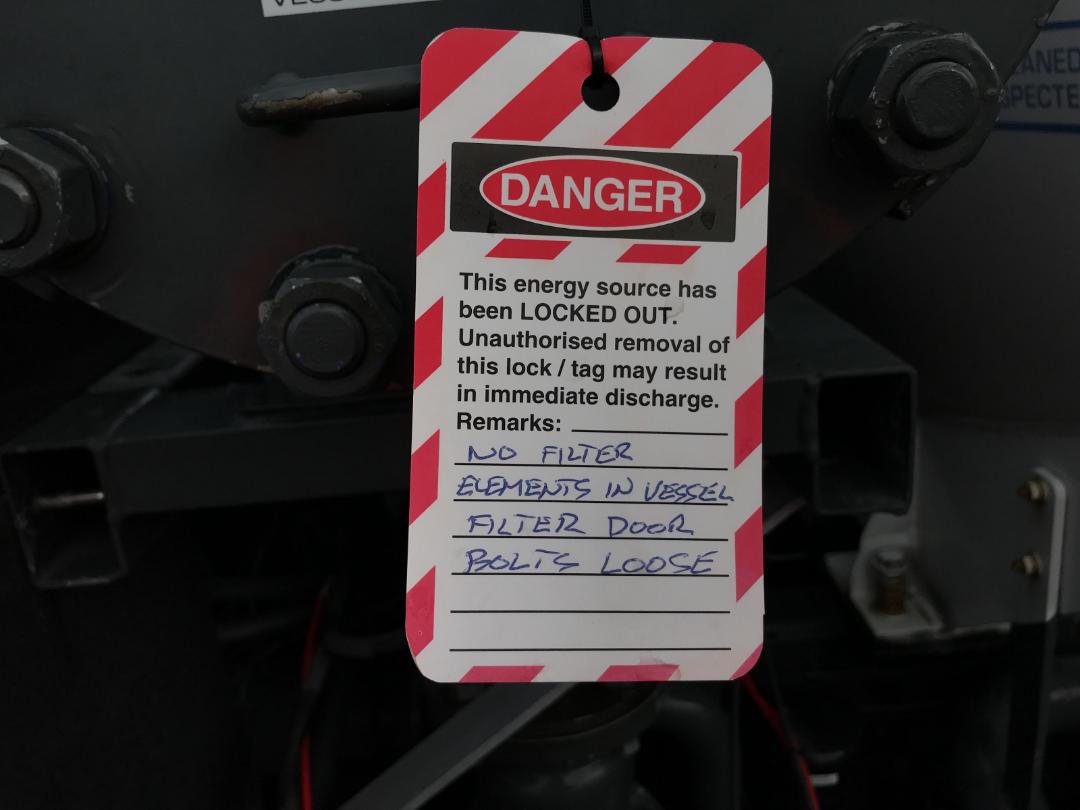 DANGER
This energy source has
been LOCKED OUT.
Unauthorised removal of
this lock / tag may result
in immediate discharge.
Remarks:
NO FILTER
ELEMENTS IN VESSEL
FILTER DOOR
BOLTS LOOSE